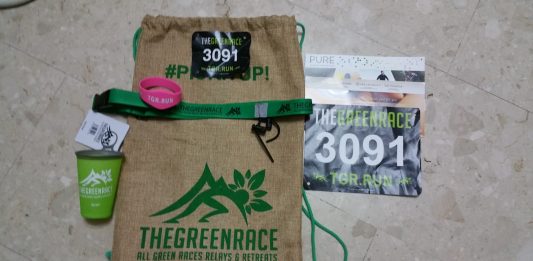 THEGREENRACE
3091
TGR.RUN
TGR.RUN
THEGREENRACE
THEGREENRACE
ALL GREEN RACES RELAYS & RETREATS
THEGREENRACE
PURE
THEGREENRACE
3091
TGR.RUN